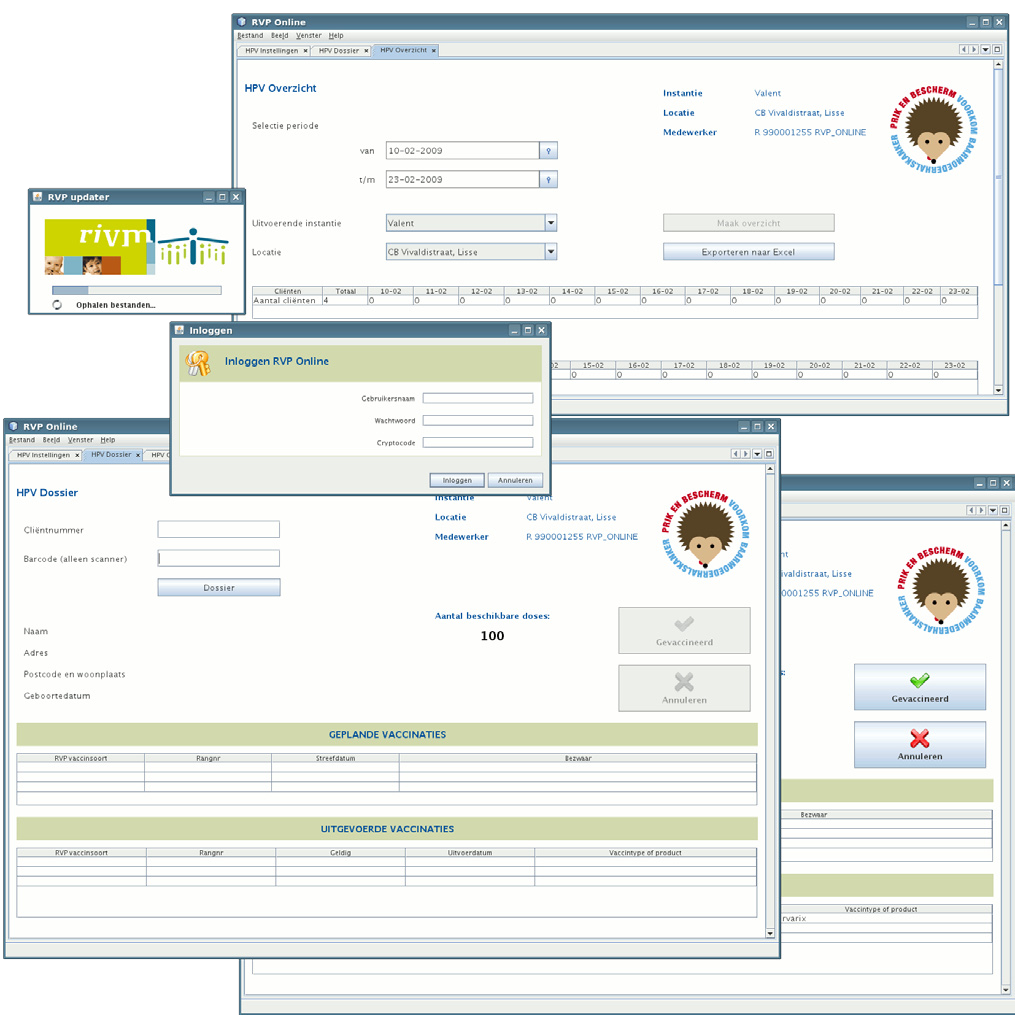 RVP Online
Bestand Beeld Venster Help
HPV Instellingen HPV Dossier HPV Overzicht
HPV Overzicht
Instantie Valent
Locatie CB Vivaldistraat, Lisse
Medewerker R 990001255 RVP_ONLINE
PRIK EN BESCHERM VOORKOM BAARMOEDERHALSKANKER
Selectie periode
van 10-02-2009 ?
t/m 23-02-2009 ?
Uitvoerende instantie Valent Maak overzicht
Locatie CB Vivaldistraat, Lisse Exporteren naar Excel
Cliënten Totaal 10-02 11-02 12-02 13-02 14-02 15-02 16-02 17-02 18-02 19-02 20-02 21-02 22-02 23-02
Aantal cliënten 4 0 0 0 0 0 0 0 0 0 0 0 0 0 0
02 15-02 16-02 17-02 18-02 19-02 20-02 21-02 22-02 23-02
0 0 0 0 0 0 0 0 0
RVP updater
rivm
Ophalen bestanden...
Inloggen
Inloggen RVP Online
Gebruikersnaam
Wachtwoord
Cryptocode
Inloggen Annuleren
RVP Online
Bestand Beeld Venster Help
HPV Instellingen HPV Dossier HPV O
HPV Dossier
Instantie Valent
Locatie CB Vivaldistraat, Lisse
Medewerker R 990001255 RVP_ONLINE
PRIK EN BESCHERM VOORKOM BAARMOEDERHALSKANKER
Cliëntnummer
Barcode (alleen scanner)
Dossier
Aantal beschikbare doses:
100
Gevaccineerd
Annuleren
Naam
Adres
Postcode en woonplaats
Geboortedatum
GEPLANDE VACCINATIES
RVP vaccinsoort Rangnr Streefdatum Bezwaar
UITGEVOERDE VACCINATIES
RVP vaccinsoort Rangnr Geldig Uitvoerdatum Vaccintype of product
nt
ivaldistraat, Lisse
0001255 RVP_ONLINE
PRIK EN BESCHERM VOORKOM BAARMOEDERHALSKANKER
s:
Gevaccineerd
Annuleren
Bezwaar
Vaccintype of product
rvarix